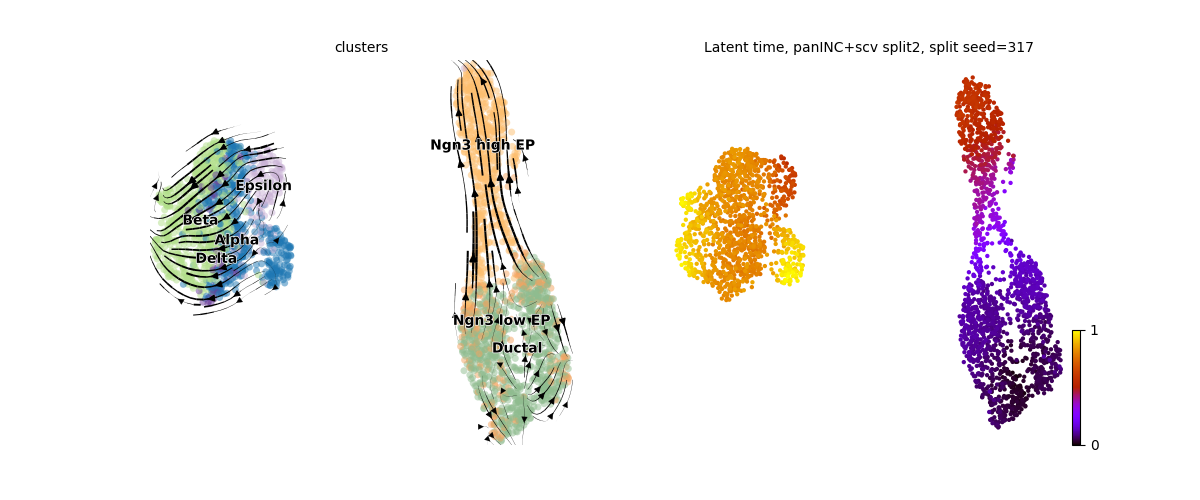 clusters
Latent time, panINC+scv split2, split seed=317
Ngn3 high EP
Epsilon
Beta
Alpha
Delta
Ngn3 low EP
Ductal
1
0